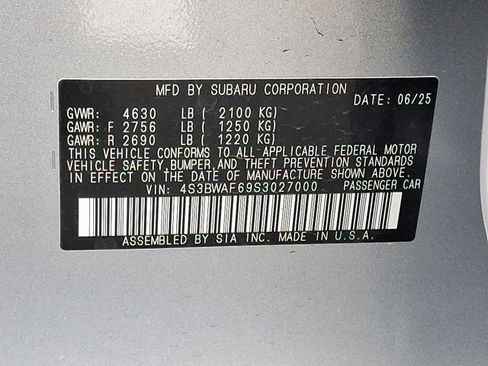 MFD BY SUBARU CORPORATION
DATE: 06/25
GVWR: 4630 LB ( 2100 KG)
GAWR: F 2756 LB ( 1250 KG)
GAWR: R 2690 LB ( 1220 KG)
THIS VEHICLE CONFORMS TO ALL-APPLICABLE FEDERAL MOTOR
VEHICLE SAFETY,BUMPER,AND THEFT PREVENTION STANDARDS
IN EFFECT ON THE DATE OF MANUFACTURE SHOWN ABOVE.
VIN: 4S3BWAF69S3027000 PASSENGER CAR
ASSEMBLED BY SIA INC. MADE IN U.S.A.